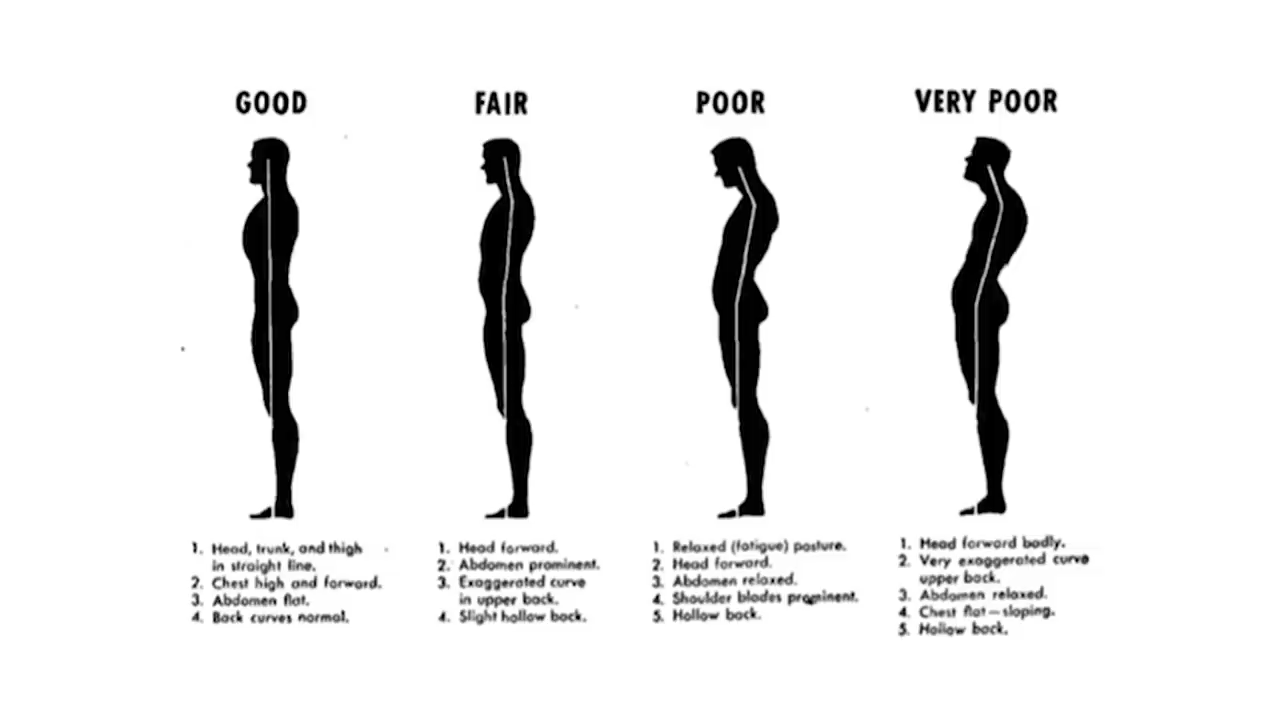 GOOD
FAIR
POOR
VERY POOR
1. Head, trunk, and thigh
in straight line.
2. Chest high and forward.
3. Abdomen flat.
4. Back curves normal.
1. Head forward.
2. Abdomen prominent.
3. Exaggerated curve
in upper back.
4. Slight hollow back.
1. Relaxed (fatigue) posture.
2. Head forward.
3. Abdomen relaxed.
4. Shoulder blades prominent.
5. Hollow back.
1. Head forward badly.
2. Very exaggerated curve
upper back.
3. Abdomen relaxed.
4. Chest flat—sloping.
5. Hollow back.